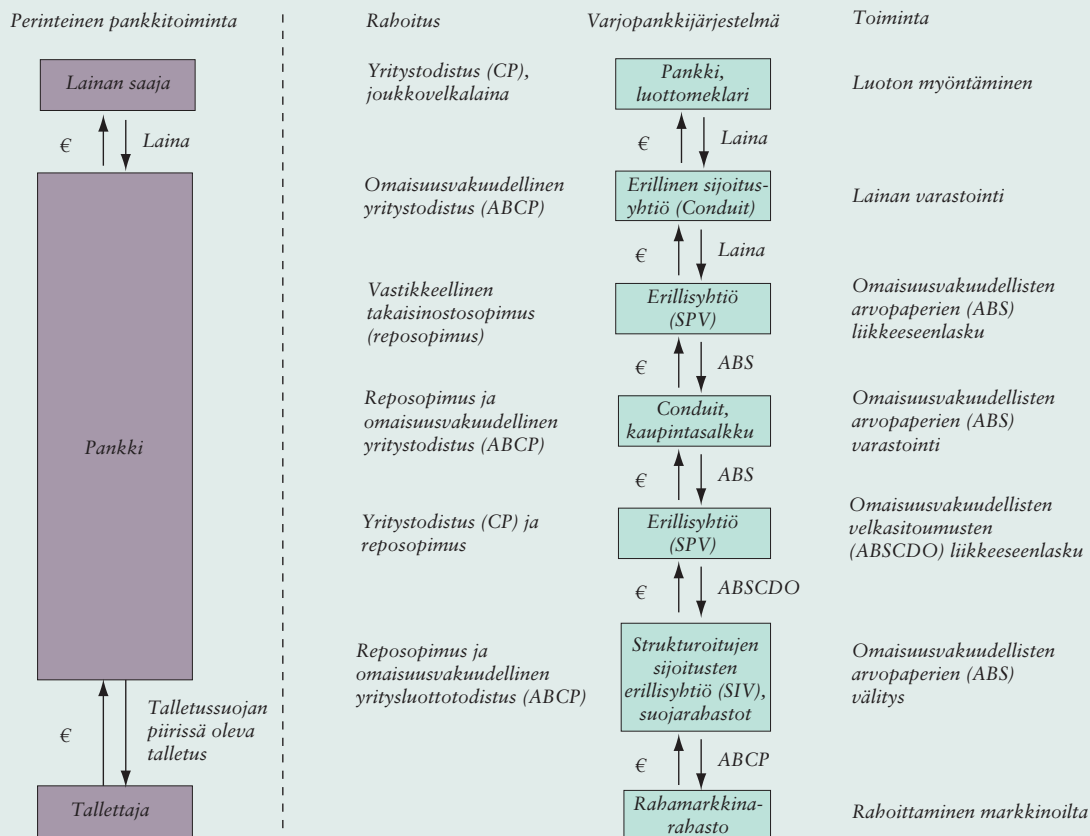 Perinteinen pankkitoiminta
Lainan saaja
€
Laina
Pankki
€
Talletussuojan
piirissä oleva
talletus
Tallettaja
Rahoitus
Varjopankkijärjestelmä
Toiminta
Yritystodistus (CP),
joukkovelkalaina
Pankki,
luottomeklari
Luoton myöntäminen
€
Laina
Omaisuusvakuudellinen
yritystodistus (ABCP)
Erillinen sijoitus-
yhtiö (Conduit)
Lainan varastointi
€
Laina
Vastikkeellinen
takaisinostosopimus
(reposopimus)
Erillisyhtiö
(SPV)
Omaisuusvakuudellisten
arvopaperien (ABS)
liikkeeseenlasku
€
ABS
Reposopimus ja
omaisuusvakuudellinen
yritystodistus (ABCP)
Conduit,
kaupintasalkku
Omaisuusvakuudellisten
arvopaperien (ABS)
varastointi
€
ABS
Yritystodistus (CP) ja
reposopimus
Erillisyhtiö
(SPV)
Omaisuusvakuudellisten
velkasitoumusten
(ABSCDO) liikkeeseenlasku
€
ABSCDO
Reposopimus ja
omaisuusvakuudellinen
yritysluottotodistus (ABCP)
Strukturoitujen
sijoitusten
erillisyhtiö (SIV),
suojarahastot
Omaisuusvakuudellisten
arvopaperien (ABS)
välitys
€
ABCP
Rahamarkkina-
rahasto
Rahoittaminen markkinoilta